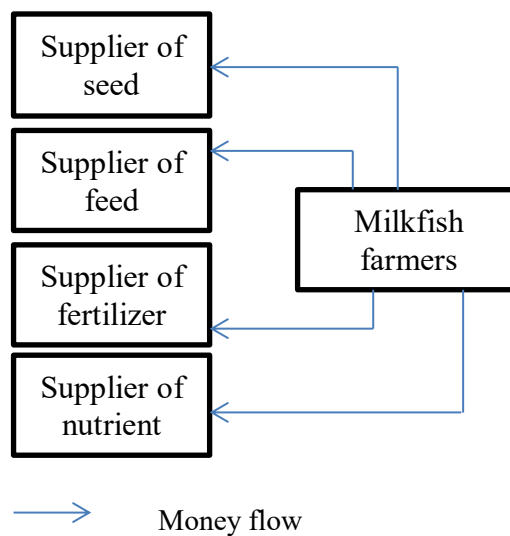 Supplier of
seed
Supplier of
feed
Milkfish
farmers
Supplier of
fertilizer
Supplier of
nutrient
Money flow